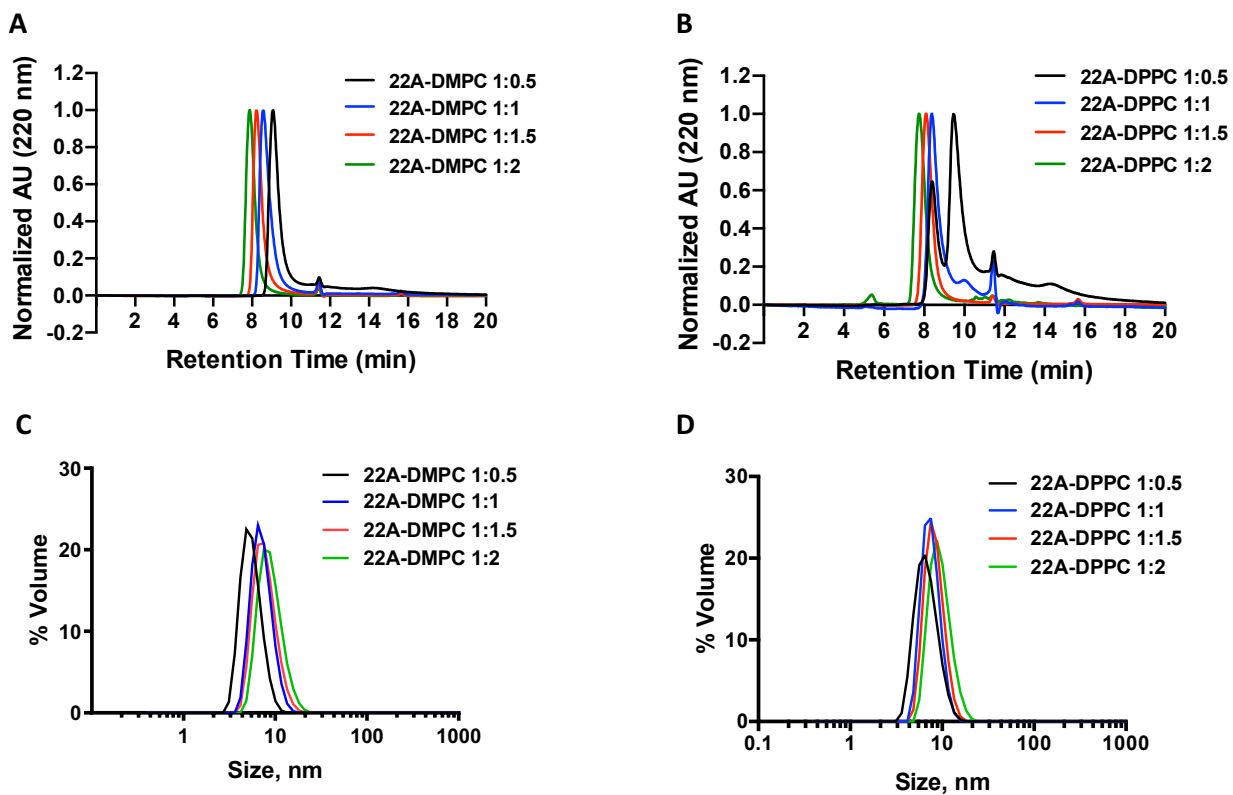 A
1.2
1.0
0.8
0.6
0.4
0.2
0.0
-0.2
2 4 6 8 10 12 14 16 18 20
Normalized AU (220 nm)
Retention Time (min)
22A-DMPC 1:0.5
22A-DMPC 1:1
22A-DMPC 1:1.5
22A-DMPC 1:2
B
1.2
1.0
0.8
0.6
0.4
0.2
0.0
-0.2
2 4 6 8 10 12 14 16 18 20
Normalized AU (220 nm)
Retention Time (min)
22A-DPPC 1:0.5
22A-DPPC 1:1
22A-DPPC 1:1.5
22A-DPPC 1:2
C
30
20
10
0
1 10 100 1000
% Volume
Size, nm
22A-DMPC 1:0.5
22A-DMPC 1:1
22A-DMPC 1:1.5
22A-DMPC 1:2
D
30
20
10
0
0.1 1 10 100 1000
% Volume
Size, nm
22A-DPPC 1:0.5
22A-DPPC 1:1
22A-DPPC 1:1.5
22A-DPPC 1:2